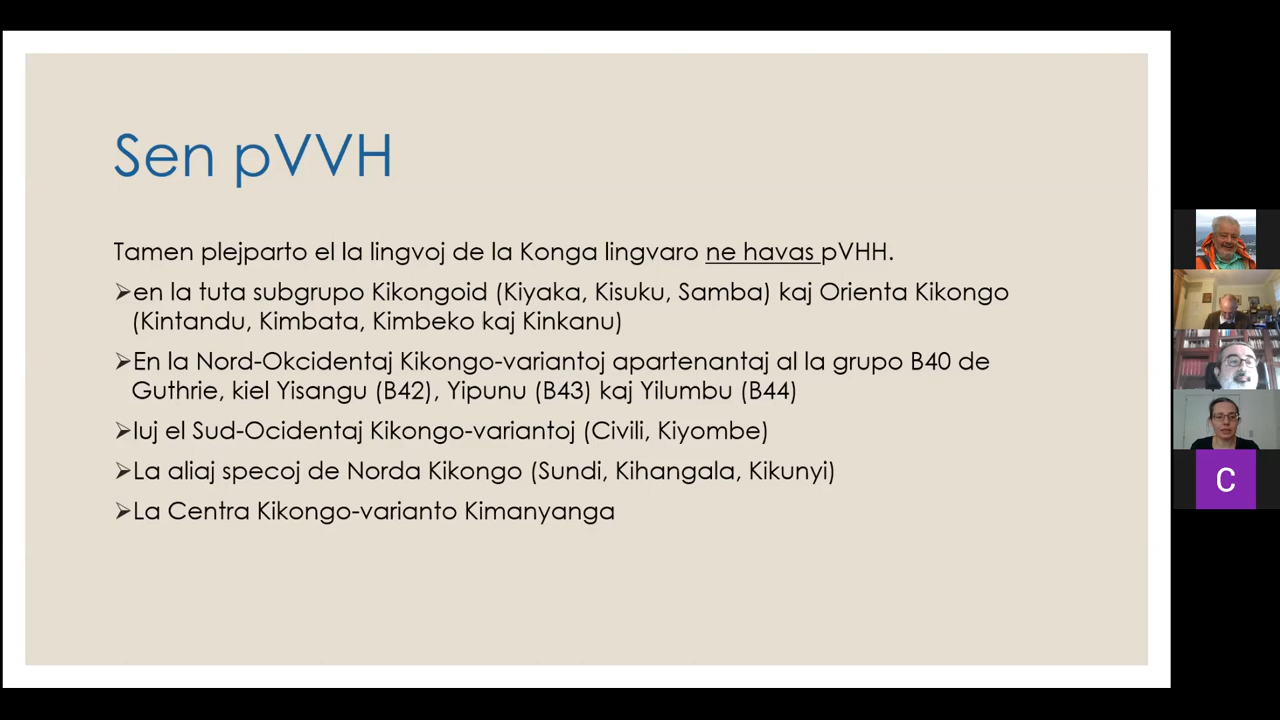 Sen pVVH
Tamen plejparto el la lingvoj de la Konga lingvaro ne havas pVHH.
➢en la tuta subgrupo Kikongoid (Kiyaka, Kisuku, Samba) kaj Orienta Kikongo
(Kintandu, Kimbata, Kimbeko kaj Kinkanu)
➢En la Nord-Okcidentaj Kikongo-variantoj apartenantaj al la grupo B40 de
Guthrie, kiel Yisangu (B42), Yipunu (B43) kaj Yilumbu (B44)
➢Iuj el Sud-Ocidentaj Kikongo-variantoj (Civili, Kiyombe)
➢La aliaj specoj de Norda Kikongo (Sundi, Kihangala, Kikunyi)
➢La Centra Kikongo-varianto Kimanyanga
C